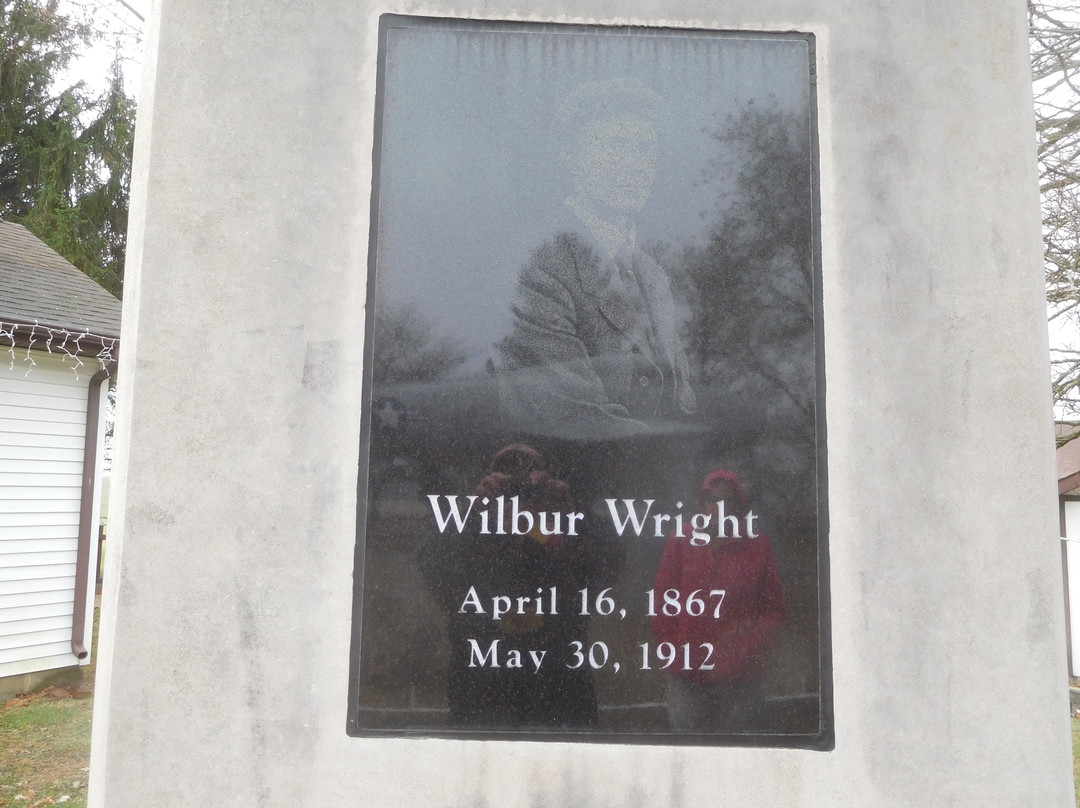 Wilbur Wright
April 16, 1867
May 30, 1912